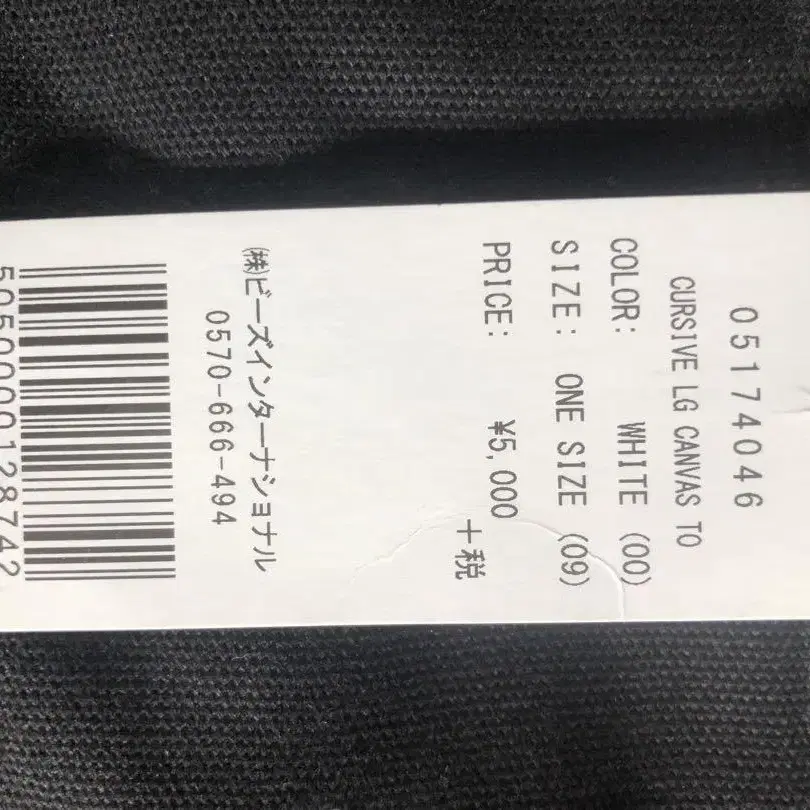 05174046
CURSIVE LG CANVAS TO
COLOR: WHITE (00)
SIZE: ONE SIZE (09)
PRICE: ¥5,000
+税
㈱ビーズインターナショナル
0570-666-494
5050000128742